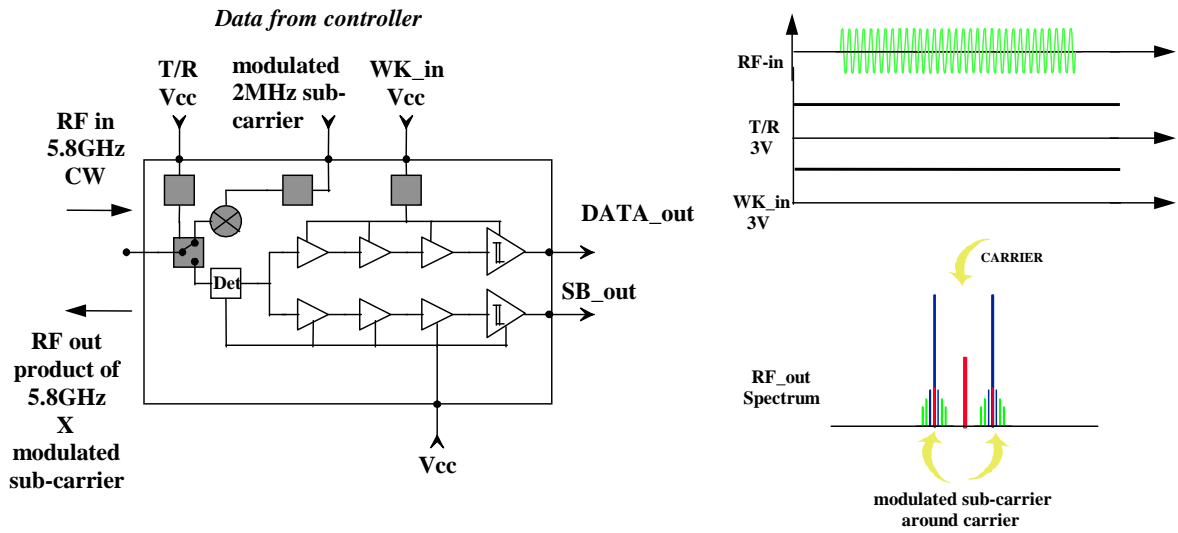 Data from controller
T/R
Vcc
modulated
2MHz sub-
carrier
WK_in
Vcc
RF in
5.8GHz
CW
DATA_out
Det
SB_out
RF out
product of
5.8GHz
X
modulated
sub-carrier
Vcc
RF-in
T/R
3V
WK_in
3V
CARRIER
RF_out
Spectrum
modulated sub-carrier
around carrier